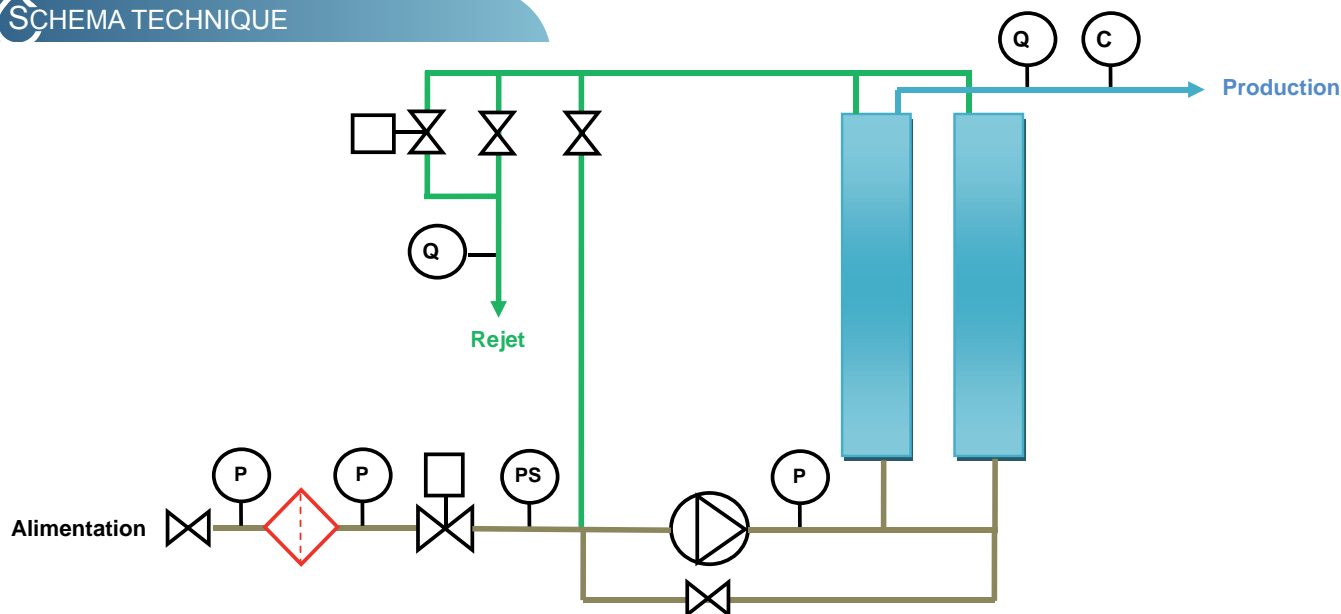 SCHEMA TECHNIQUE
Q C
Production
Q
Rejet
P P PS P
Alimentation